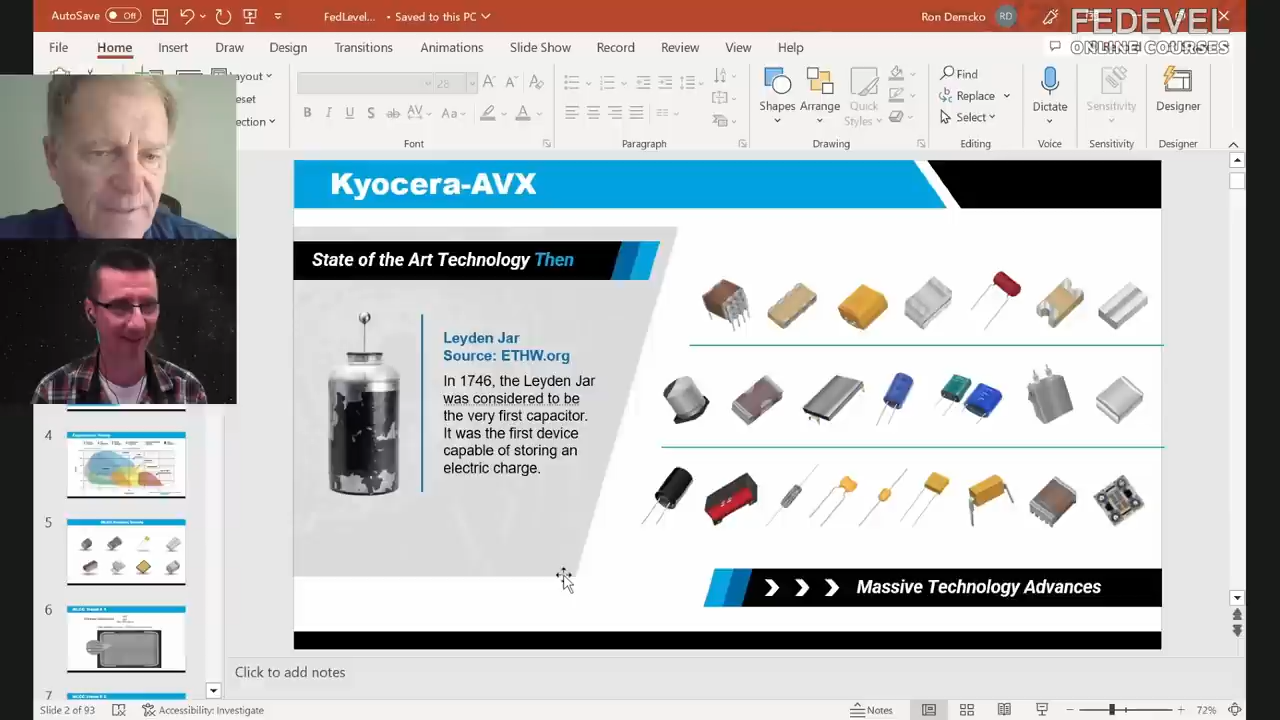 AutoSave Off FedLevel... • Saved to this PC Ron Demcko RD
FEDEVEL
ONLINE COURSES
File Home Insert Draw Design Transitions Animations Slide Show Record Review View Help
Layout
Reset
ection
28
Shapes Arrange Quick Styles
Find
Replace
Select
Dictate
Sensitivity
Designer
Font Paragraph Drawing Editing Voice Sensitivity Designer
Kyocera-AVX
State of the Art Technology Then
Leyden Jar
Source: ETHW.org
In 1746, the Leyden Jar
was considered to be
the very first capacitor.
It was the first device
capable of storing an
electric charge.
Massive Technology Advances
4
5
6
7
Click to add notes
Slide 2 of 93 Accessibility: Investigate Notes 72%